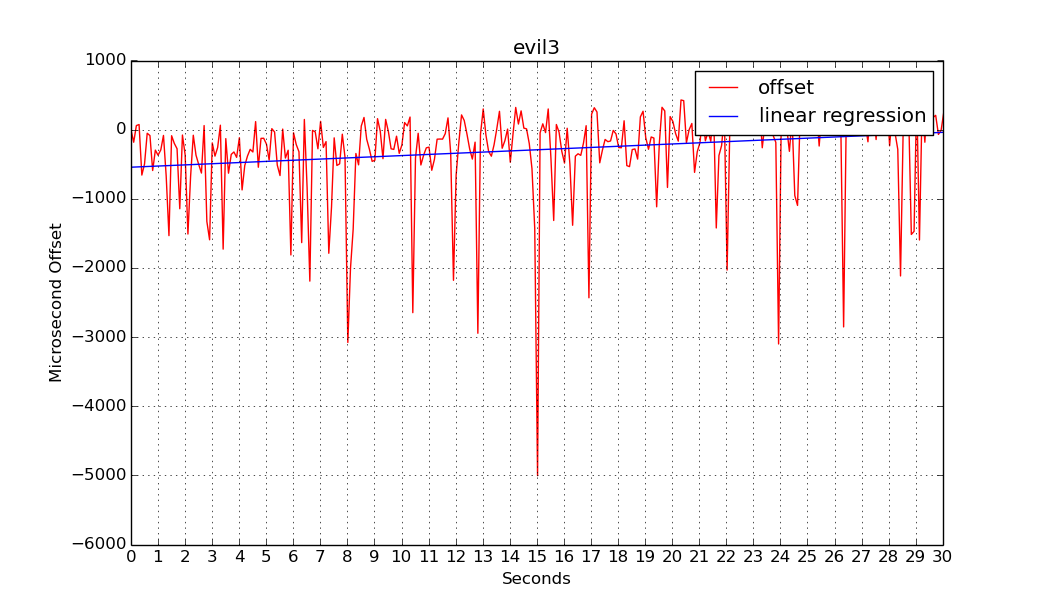 evil3
offset
linear regression
Microsecond Offset
1000
0
−1000
−2000
−3000
−4000
−5000
−6000
0 1 2 3 4 5 6 7 8 9 10 11 12 13 14 15 16 17 18 19 20 21 22 23 24 25 26 27 28 29 30
Seconds